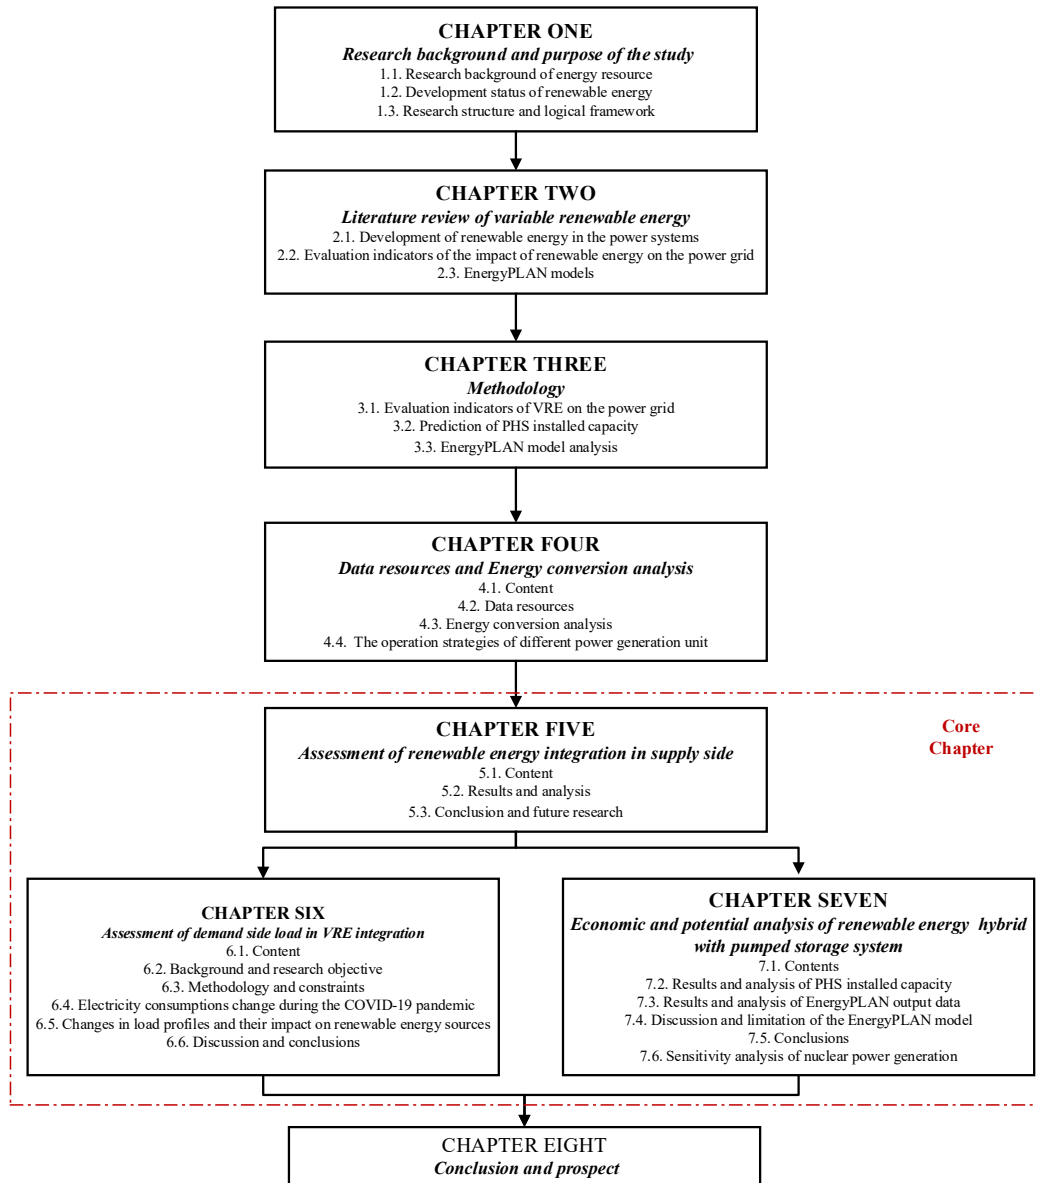 CHAPTER ONE
Research background and purpose of the study
1.1. Research background of energy resource
1.2. Development status of renewable energy
1.3. Research structure and logical framework
CHAPTER TWO
Literature review of variable renewable energy
2.1. Development of renewable energy in the power systems
2.2. Evaluation indicators of the impact of renewable energy on the power grid
2.3. EnergyPLAN models
CHAPTER THREE
Methodology
3.1. Evaluation indicators of VRE on the power grid
3.2. Prediction of PHS installed capacity
3.3. EnergyPLAN model analysis
CHAPTER FOUR
Data resources and Energy conversion analysis
4.1. Content
4.2. Data resources
4.3. Energy conversion analysis
4.4. The operation strategies of different power generation unit
Core
Chapter
CHAPTER FIVE
Assessment of renewable energy integration in supply side
5.1. Content
5.2. Results and analysis
5.3. Conclusion and future research
CHAPTER SIX
Assessment of demand side load in VRE integration
6.1. Content
6.2. Background and research objective
6.3. Methodology and constraints
6.4. Electricity consumptions change during the COVID-19 pandemic
6.5. Changes in load profiles and their impact on renewable energy sources
6.6. Discussion and conclusions
CHAPTER SEVEN
Economic and potential analysis of renewable energy hybrid
with pumped storage system
7.1. Contents
7.2. Results and analysis of PHS installed capacity
7.3. Results and analysis of EnergyPLAN output data
7.4. Discussion and limitation of the EnergyPLAN model
7.5. Conclusions
7.6. Sensitivity analysis of nuclear power generation
CHAPTER EIGHT
Conclusion and prospect